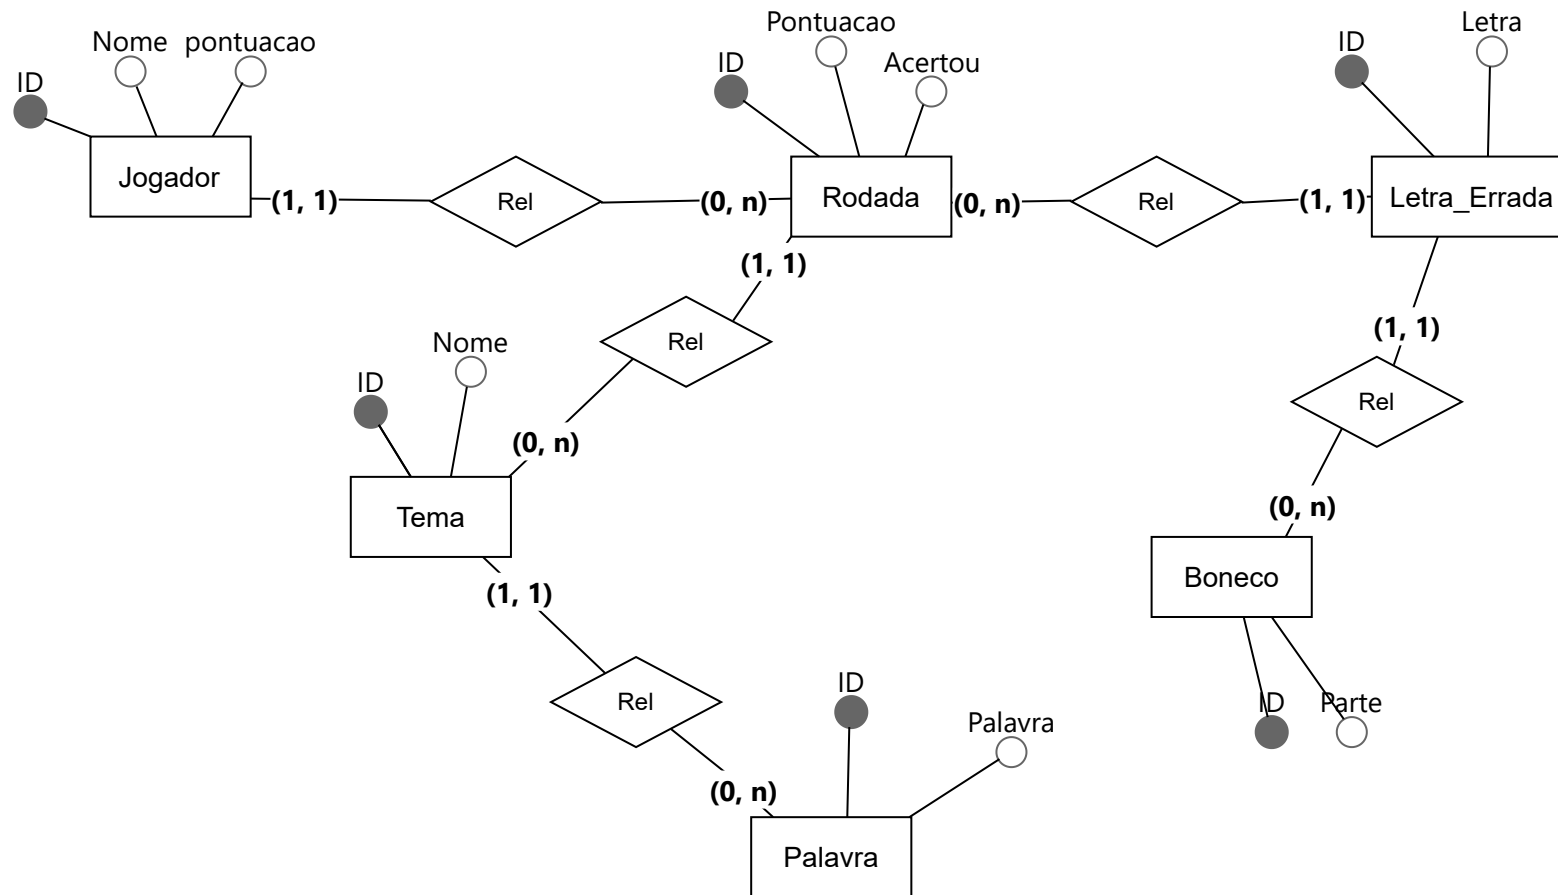 Pontuacao
Letra
Nome pontuacao
ID
Acertou
ID
ID
Jogador
Rodada
Letra_Errada
(1, 1)
Rel
(0, n)
(0, n)
Rel
(1, 1)
(1, 1)
(1, 1)
Nome
Rel
ID
Rel
(0, n)
(0, n)
Tema
Boneco
(1, 1)
Rel
ID
ID
Parte
Palavra
(0, n)
Palavra